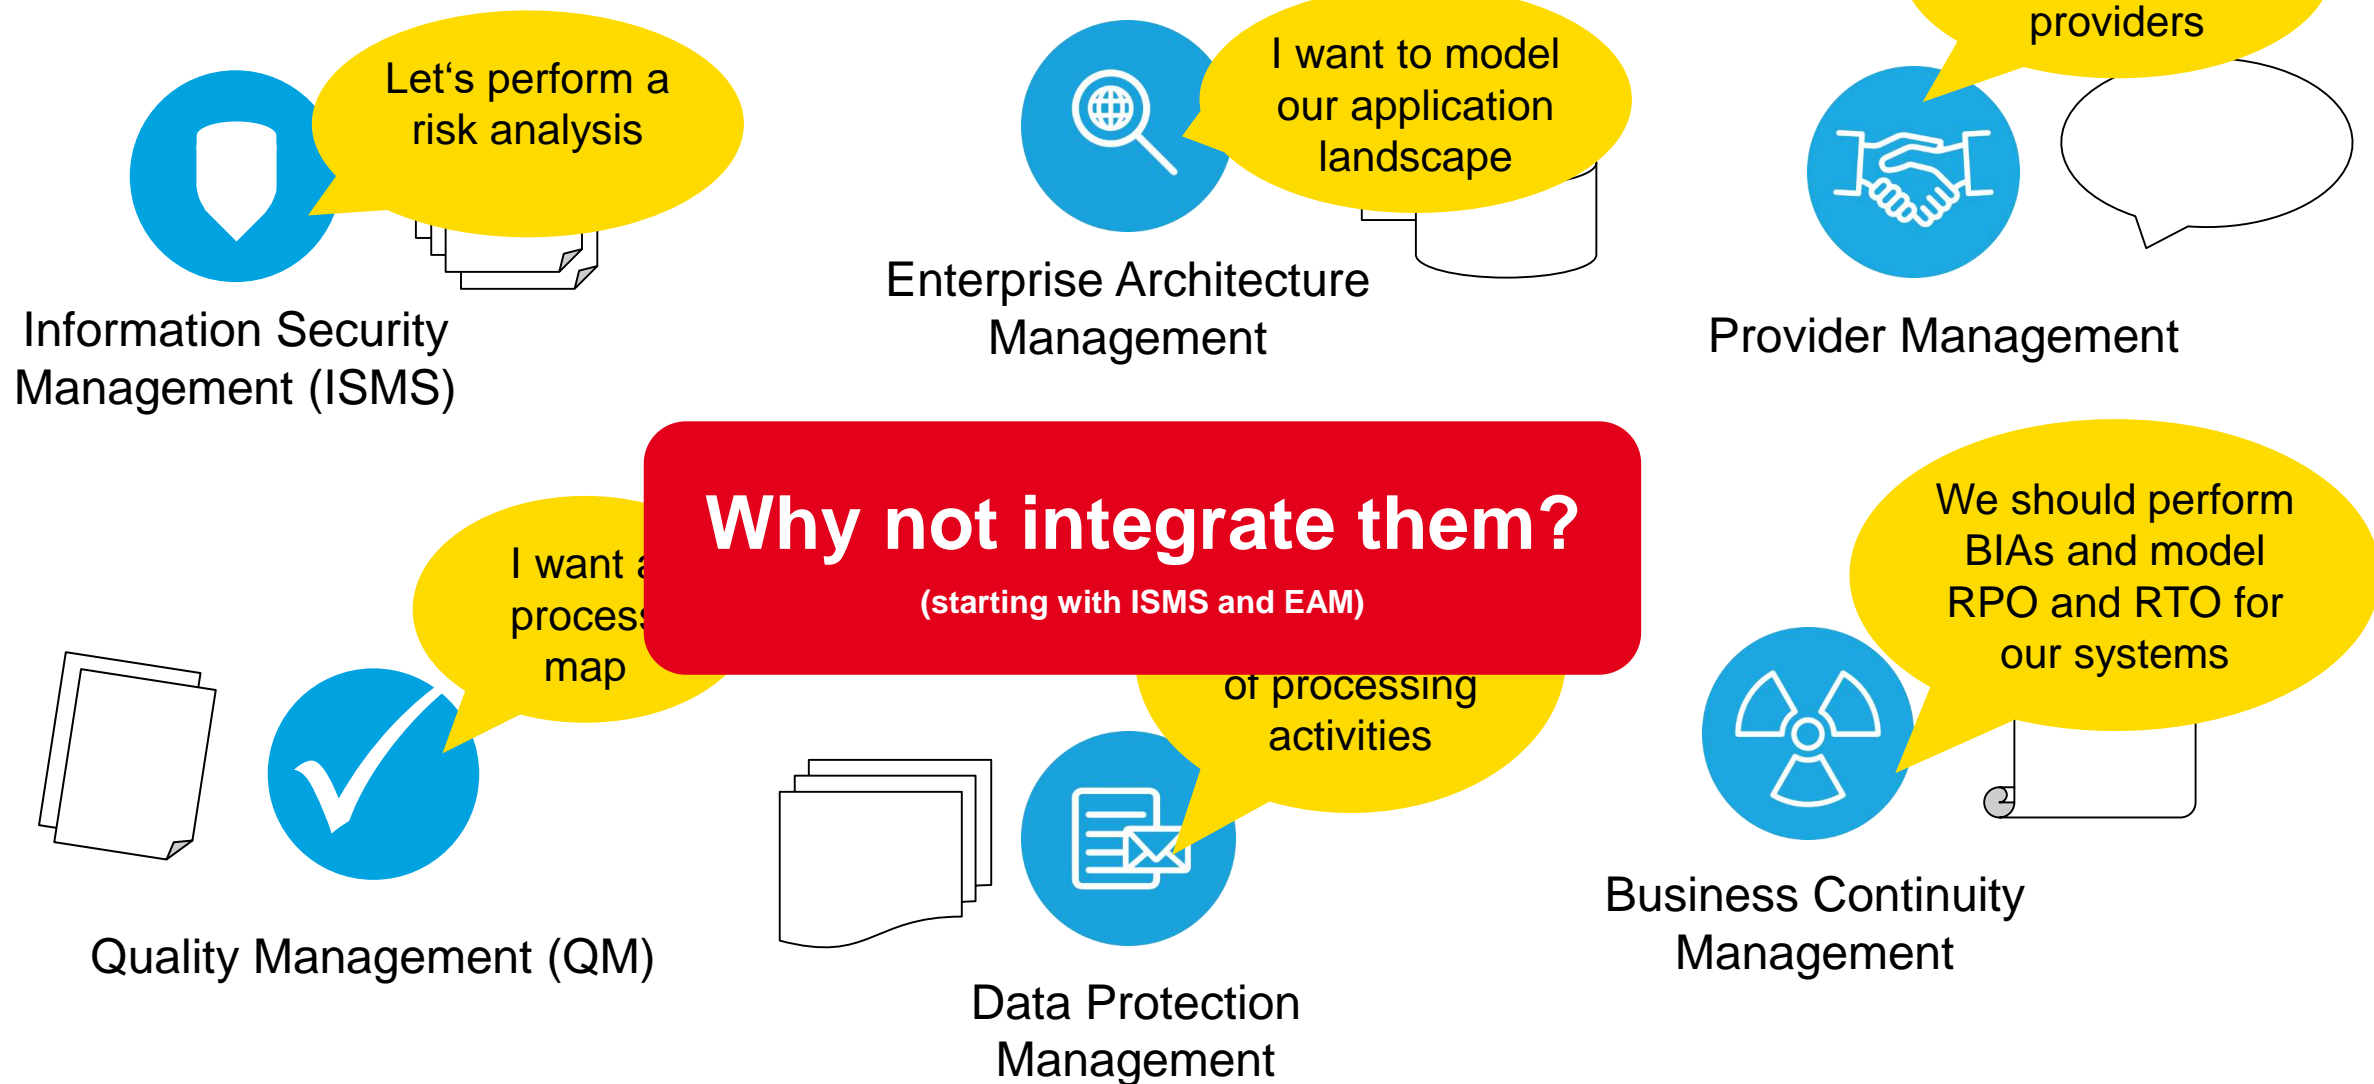 providers
Let‘s perform a
risk analysis
I want to model
our application
landscape
Information Security
Management (ISMS)
Enterprise Architecture
Management
Provider Management
Why not integrate them?
(starting with ISMS and EAM)
I want a
process
map
We should perform
BIAs and model
RPO and RTO for
our systems
of processing
activities
Quality Management (QM)
Business Continuity
Management
Data Protection
Management